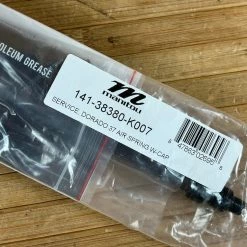 OLEUM GREASE
m
manitou
141-38380-K007
SERVICE, DORADO 37 AIR SPRING W-CAP